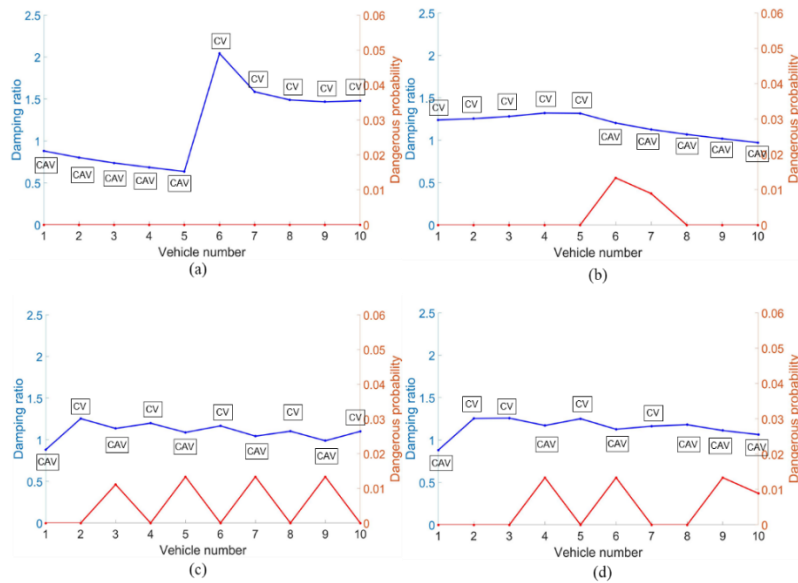 2.5
2
1.5
1
0.5
0
Damping ratio
0.06
0.05
0.04
0.03
0.02
0.01
0
Dangerous probability
CAV
CAV
CAV
CAV
CAV
CV
CV
CV
CV
CV
1 2 3 4 5 6 7 8 9 10
Vehicle number
(a)
2.5
2
1.5
1
0.5
0
Damping ratio
0.06
0.05
0.04
0.03
0.02
0.01
0
Dangerous probability
CV
CV
CV
CV
CV
CAV
CAV
CAV
CAV
CAV
1 2 3 4 5 6 7 8 9 10
Vehicle number
(b)
2.5
2
1.5
1
0.5
0
Damping ratio
0.06
0.05
0.04
0.03
0.02
0.01
0
Dangerous probability
CAV
CV
CAV
CV
CAV
CV
CAV
CV
CAV
CV
1 2 3 4 5 6 7 8 9 10
Vehicle number
(c)
2.5
2
1.5
1
0.5
0
Damping ratio
0.06
0.05
0.04
0.03
0.02
0.01
0
Dangerous probability
CAV
CV
CV
CAV
CV
CAV
CV
CAV
CAV
CAV
1 2 3 4 5 6 7 8 9 10
Vehicle number
(d)